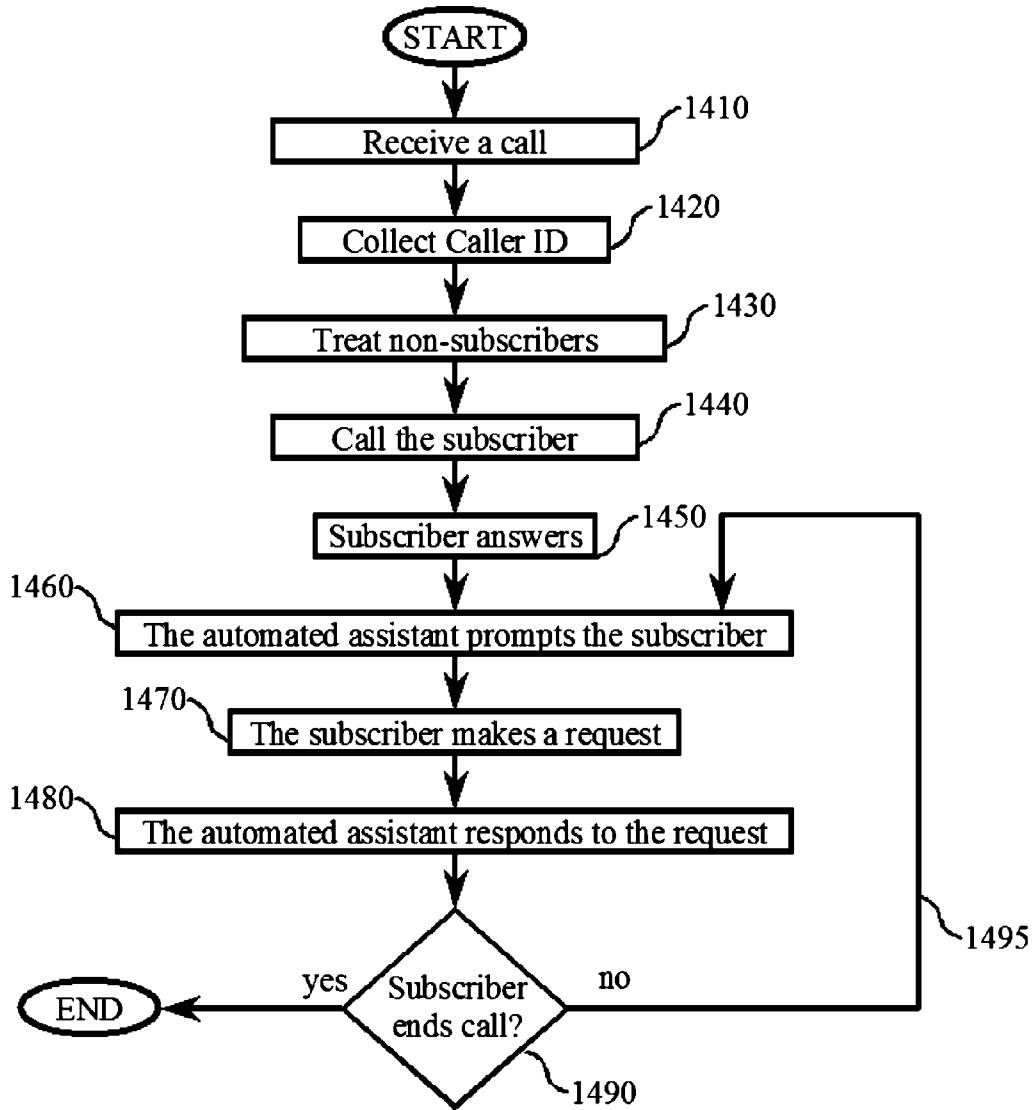 START
1410
Receive a call
1420
Collect Caller ID
1430
Treat non-subscribers
1440
Call the subscriber
1450
Subscriber answers
1460
The automated assistant prompts the subscriber
1470
The subscriber makes a request
1480
The automated assistant responds to the request
1495
yes
Subscriber
ends call?
no
END
1490